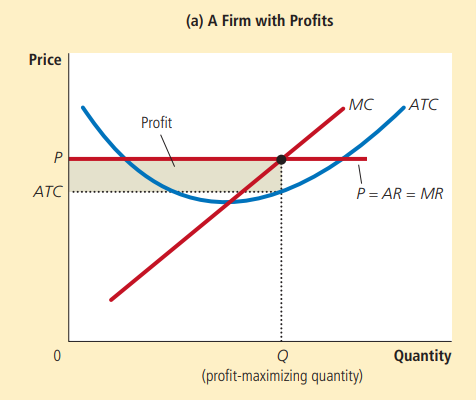 (a) A Firm with Profits
Price
MC
ATC
Profit
P
ATC
P = AR = MR
0
Q
Quantity
(profit-maximizing quantity)